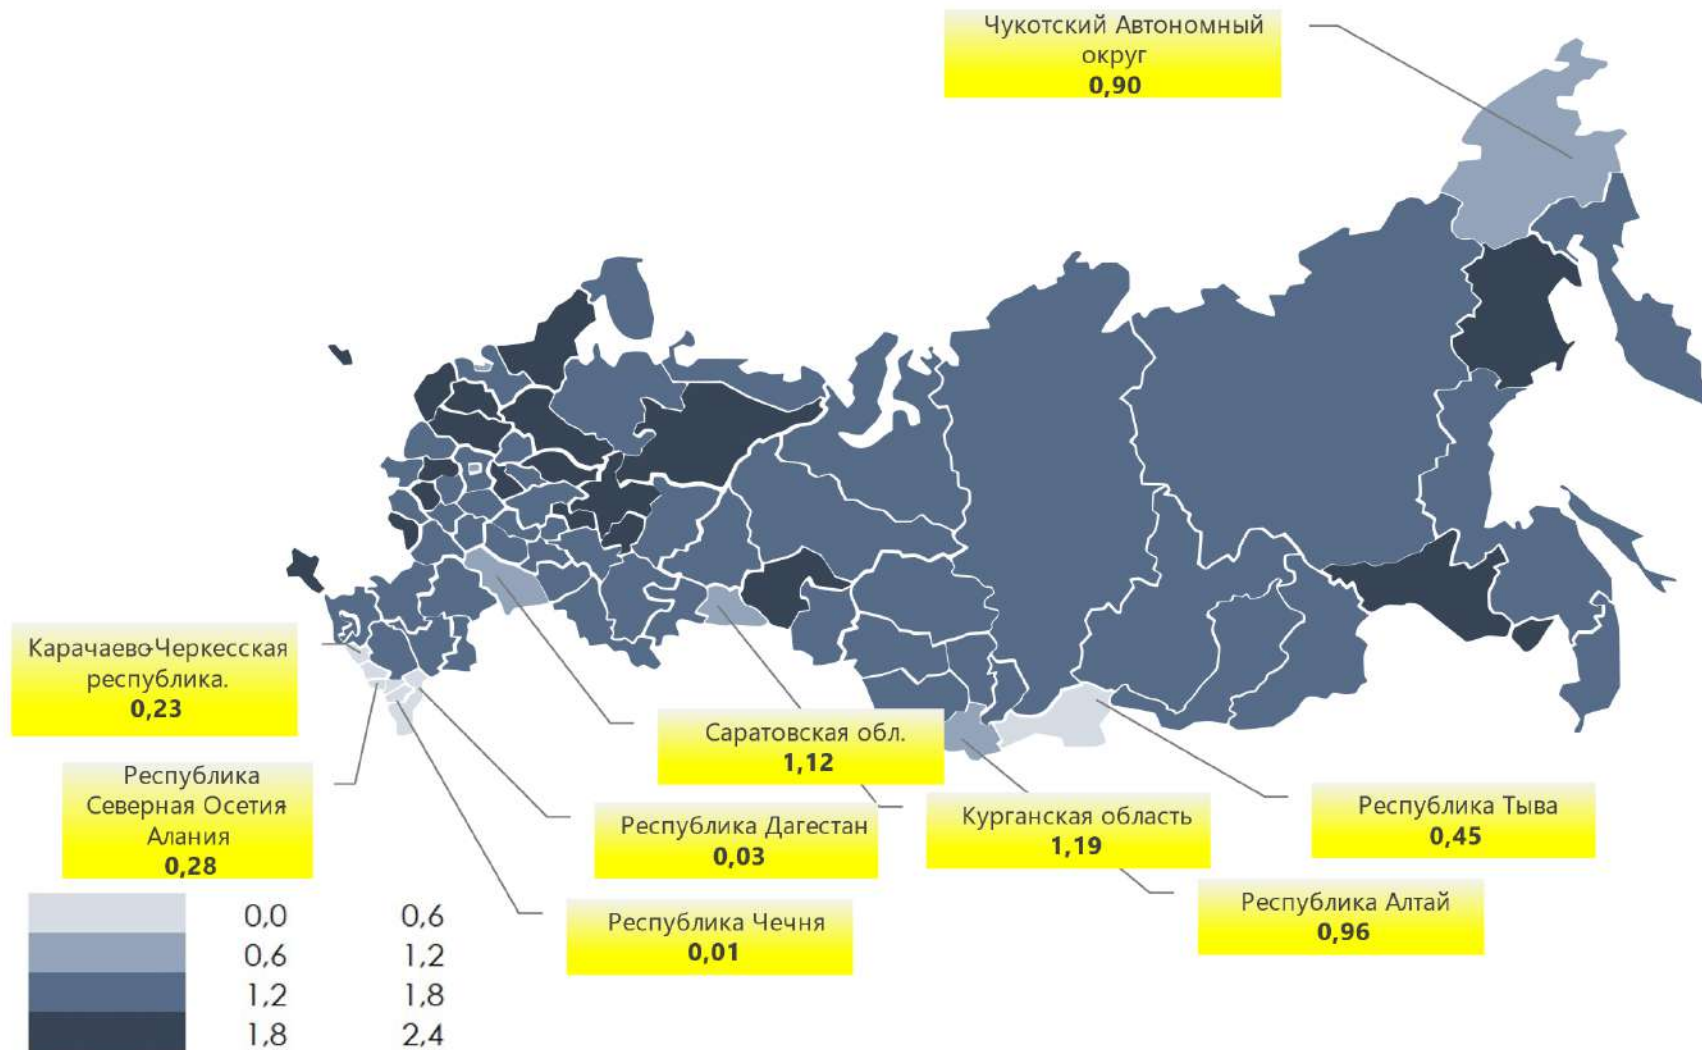 Чукотский Автономный
округ
0,90
Карачаево-Черкесская
республика.
0,23
Саратовская обл.
1,12
Республика
Северная Осетия-
Алания
0,28
Республика Дагестан
0,03
Курганская область
1,19
Республика Тыва
0,45
Республика Чечня
0,01
Республика Алтай
0,96
0,0 0,6
0,6 1,2
1,2 1,8
1,8 2,4